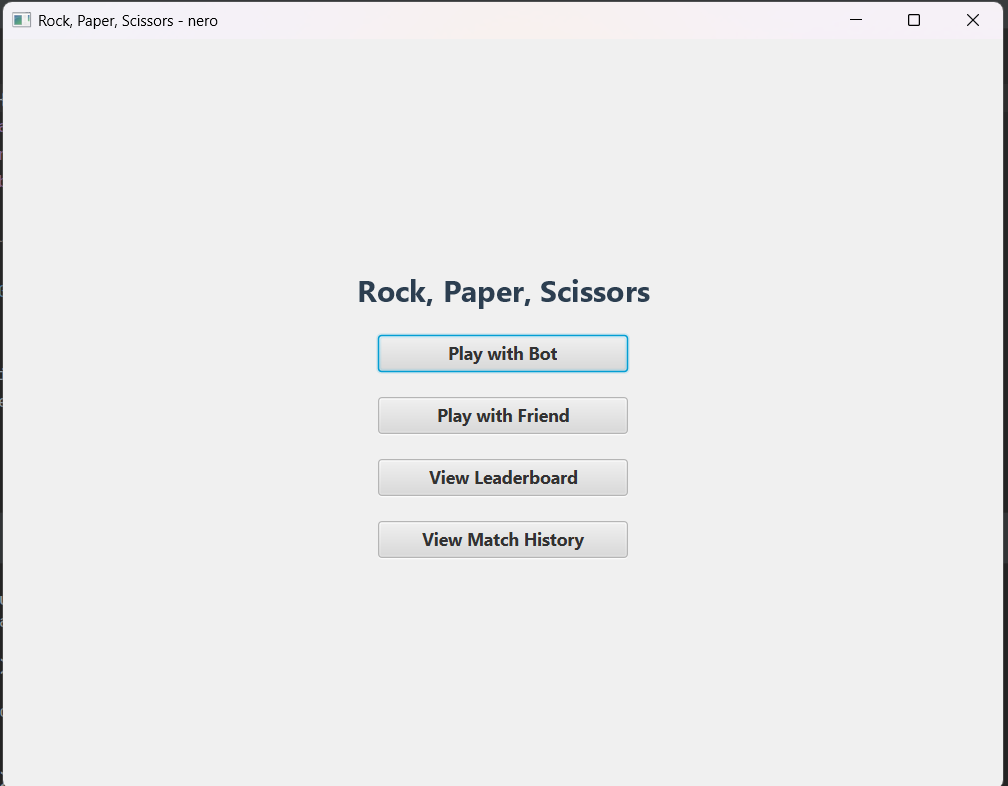 Rock, Paper, Scissors - nero
Rock, Paper, Scissors
Play with Bot
Play with Friend
View Leaderboard
View Match History